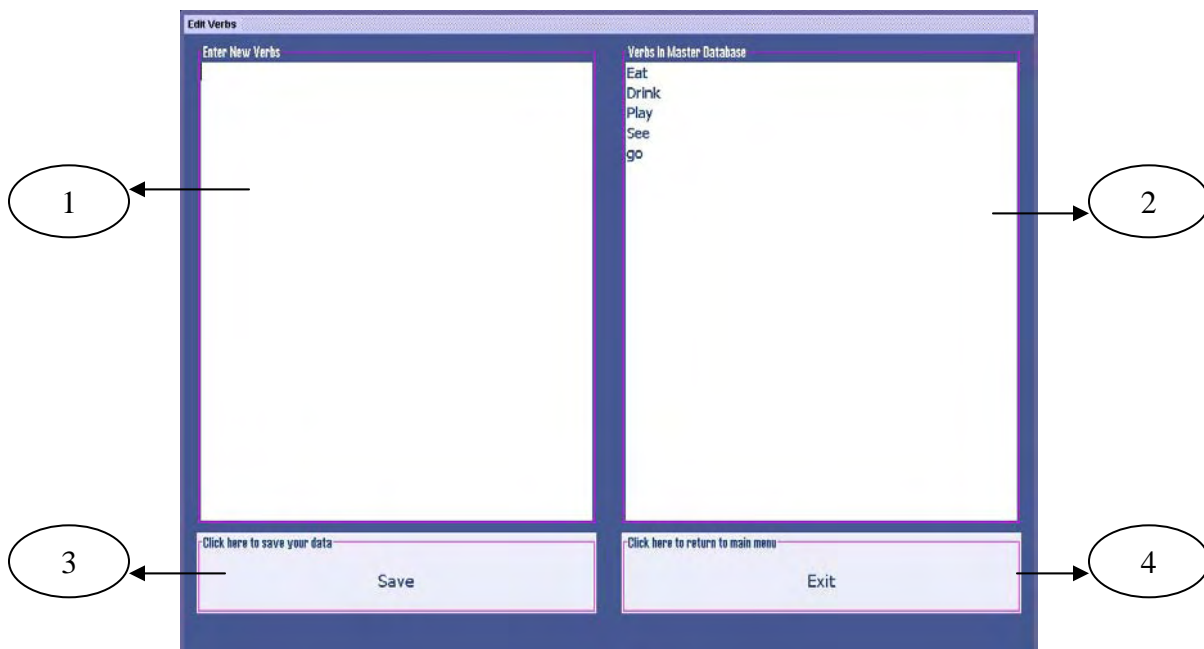 Edit Verbs
Enter New Verbs
Verbs In Master Database
Eat
Drink
Play
See
go
1
2
Click here to save your data
Save
Click here to return to main menu
Exit
3
4